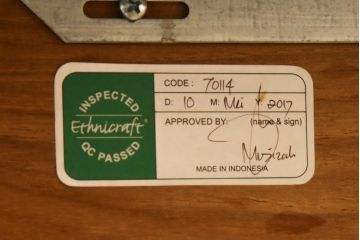 INSPECTED
Ethnicraft®
QC PASSED
CODE: 70114
D: 10 M: Mei Y: 2017
APPROVED BY: (name & sign)
MADE IN INDONESIA